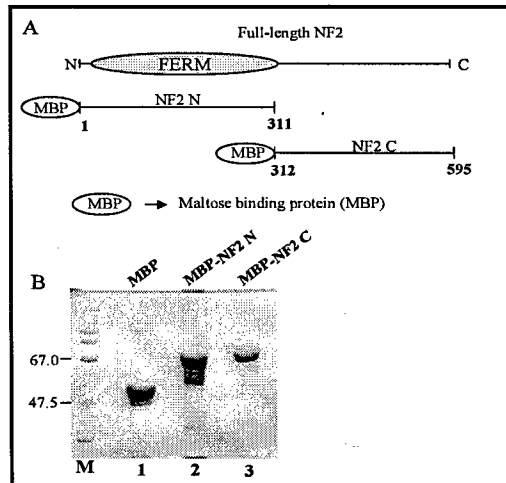 A
Full-length NF2
N FERM C
MBP NF2 N
1 311
MBP NF2 C
312 595
MBP → Maltose binding protein (MBP)
B
MBP MBP-NF2 N MBP-NF2 C
67.0
47.5
M 1 2 3